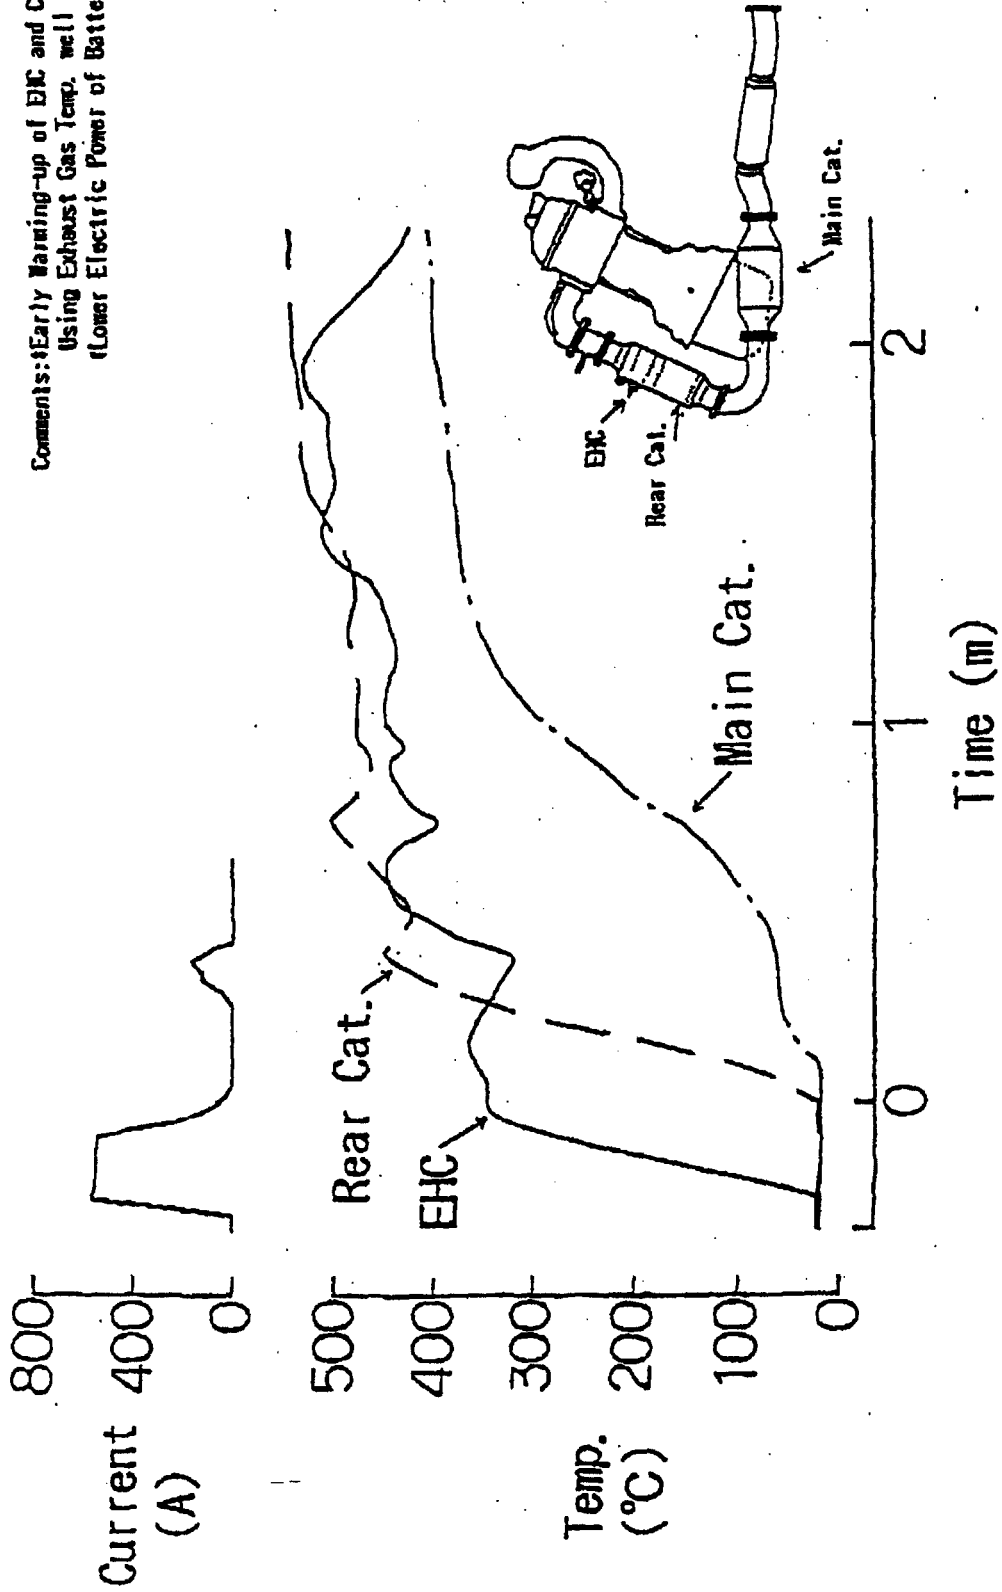 Comments:*Early Warming-up of EHC and
Using Exhaust Gas Temp. well
(Lower Electric Power of
Current
(A)
800
400
0
Temp.
(°C)
500
400
300
200
100
0
Rear Cat.
EHC
Main Cat.
EHC
Rear Cat.
Main Cat.
0
1
2
Time (m)